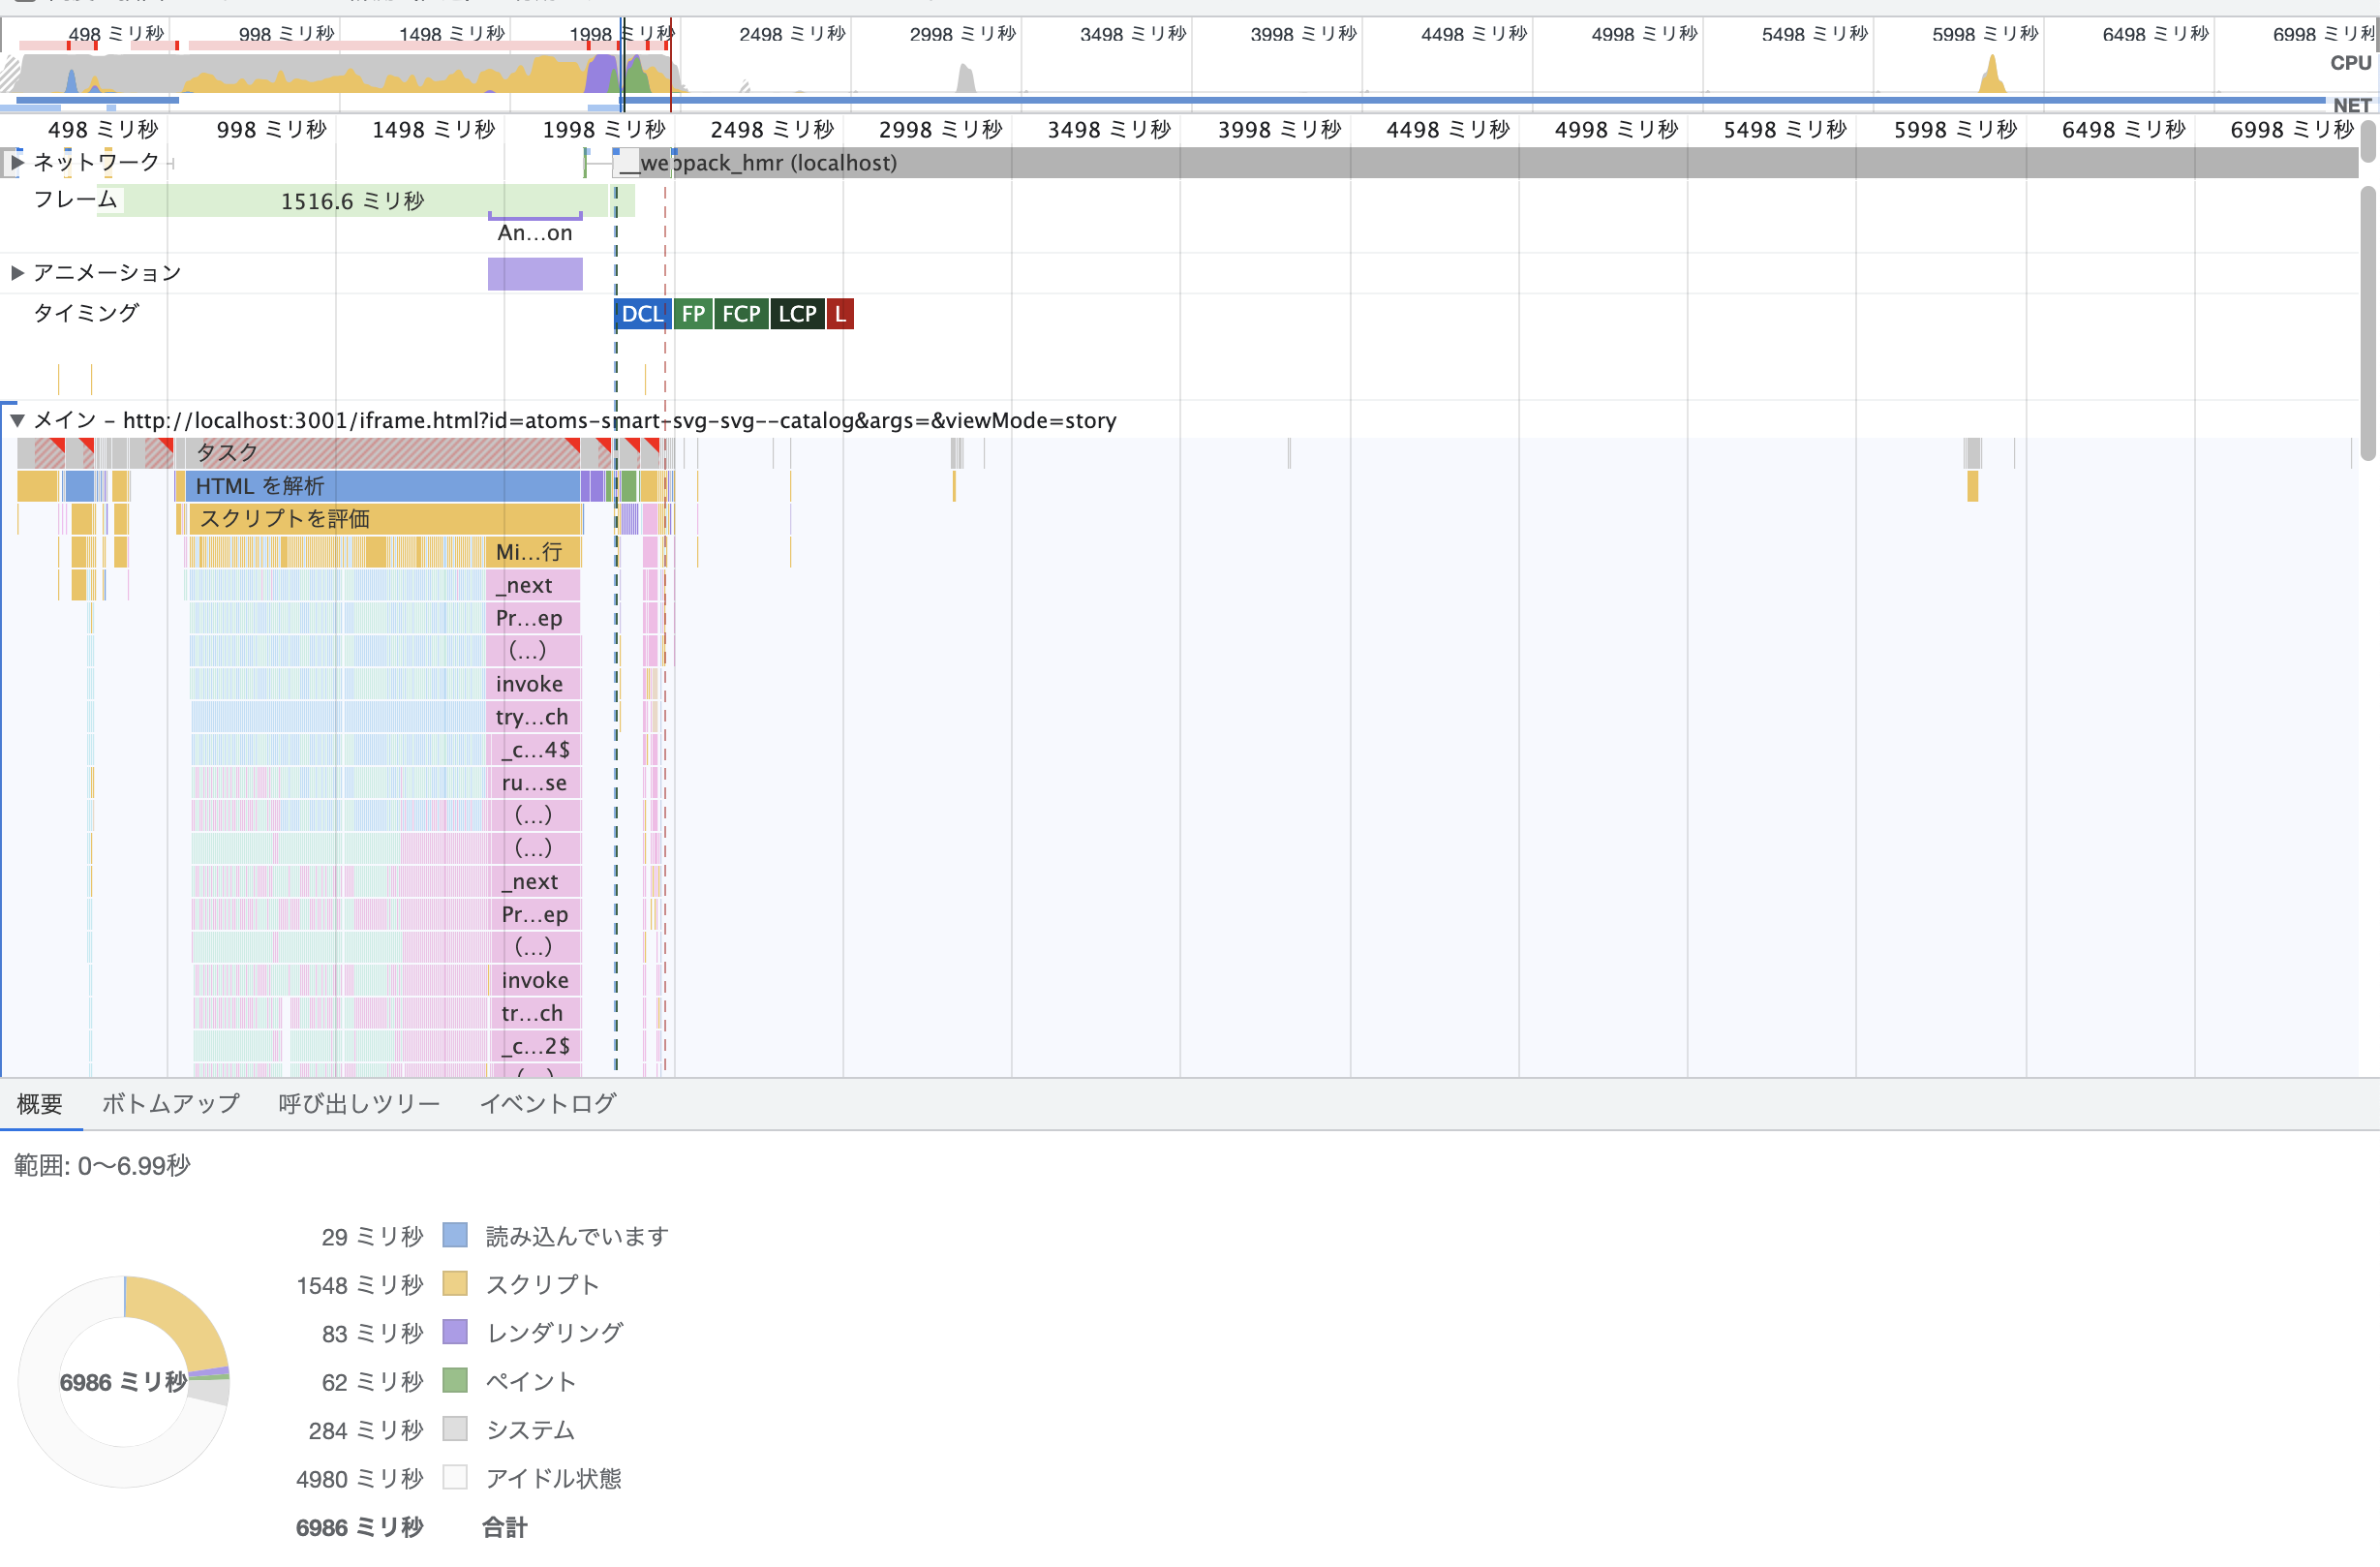 498 ミリ秒 998 ミリ秒 1498 ミリ秒 1998 ミリ秒 2498 ミリ秒 2998 ミリ秒 3498 ミリ秒 3998 ミリ秒 4498 ミリ秒 4998 ミリ秒 5498 ミリ秒 5998 ミリ秒 6498 ミリ秒 6998 ミリ秒
CPU
NET
498 ミリ秒 998 ミリ秒 1498 ミリ秒 1998 ミリ秒 2498 ミリ秒 2998 ミリ秒 3498 ミリ秒 3998 ミリ秒 4498 ミリ秒 4998 ミリ秒 5498 ミリ秒 5998 ミリ秒 6498 ミリ秒 6998 ミリ秒
ネットワーク __webpack_hmr (localhost)
フレーム 1516.6 ミリ秒
An…on
アニメーション
タイミング DCL FP FCP LCP L
メイン – http://localhost:3001/iframe.html?id=atoms-smart-svg-svg--catalog&args=&viewMode=story
タスク
HTML を解析
スクリプトを評価
Mi…行
_next
Pr…ep
(…)
invoke
try…ch
_c…4$
ru…se
(…)
(…)
_next
Pr…ep
(…)
invoke
tr…ch
_c…2$
概要 ボトムアップ 呼び出しツリー イベントログ
範囲: 0～6.99秒
29 ミリ秒 読み込んでいます
1548 ミリ秒 スクリプト
83 ミリ秒 レンダリング
6986 ミリ秒
62 ミリ秒 ペイント
284 ミリ秒 システム
4980 ミリ秒 アイドル状態
6986 ミリ秒 合計